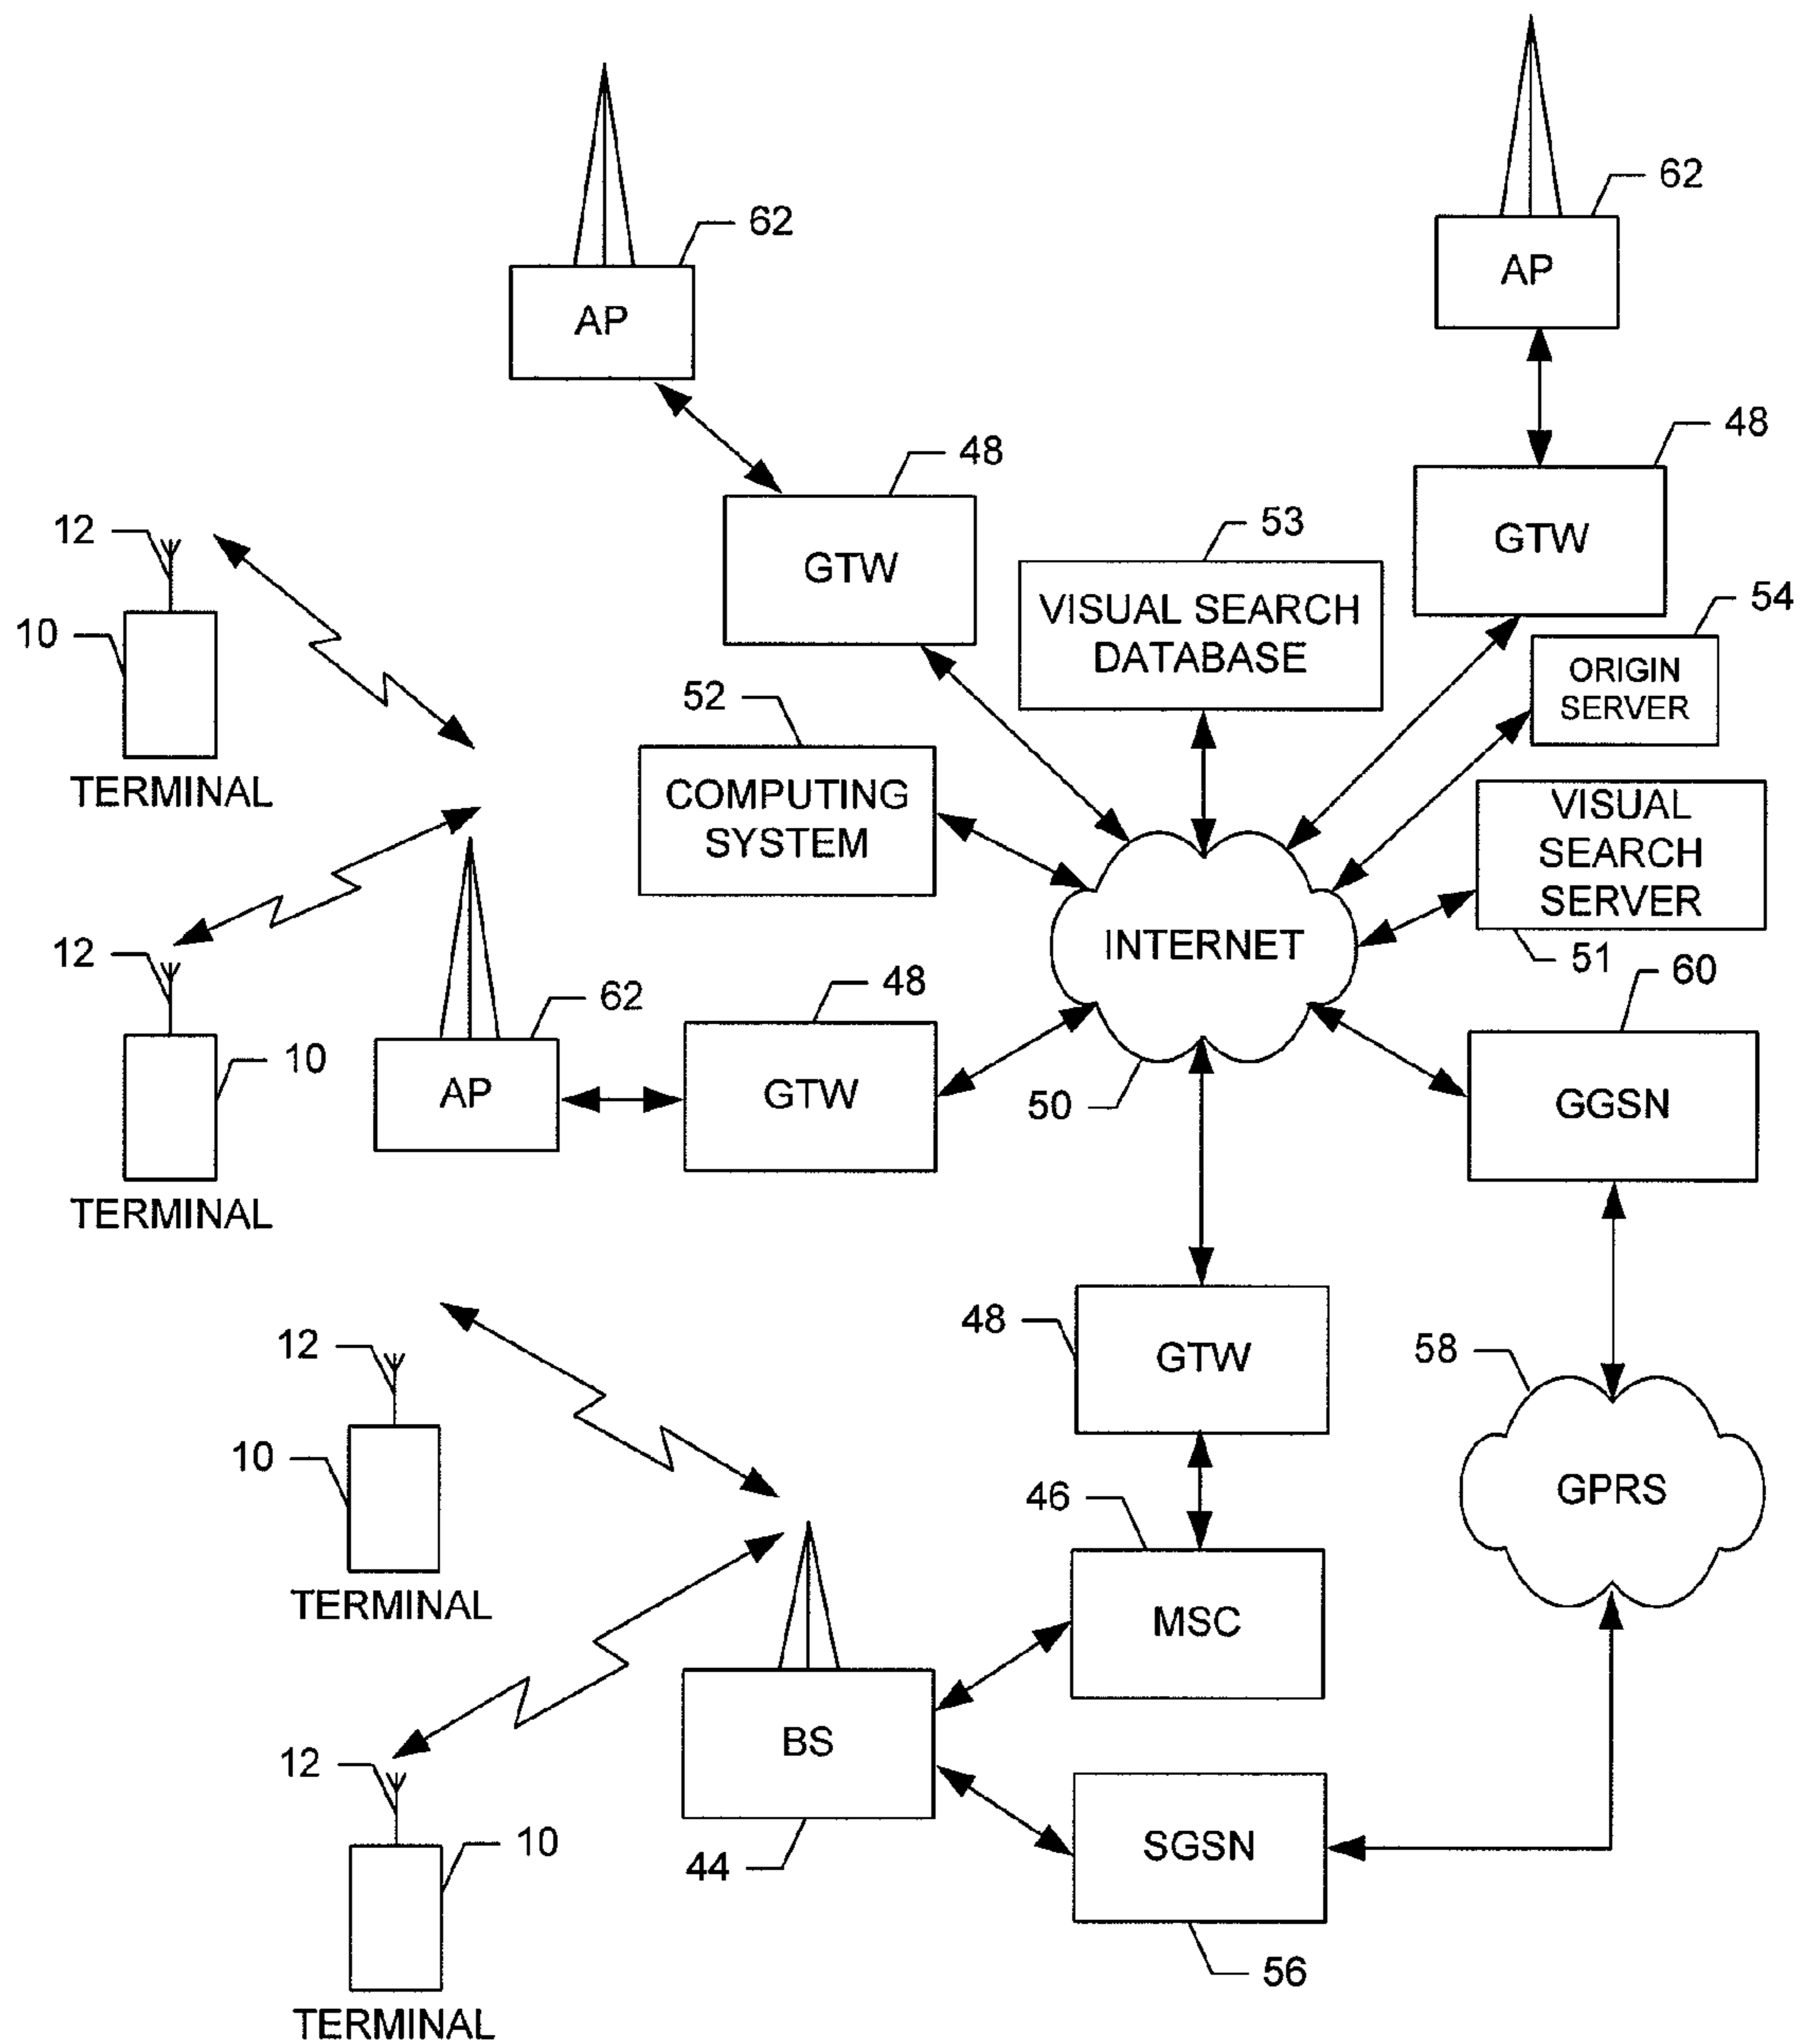 62
AP
62
AP
48
GTW
48
GTW
53
VISUAL SEARCH
DATABASE
54
ORIGIN
SERVER
12
10
TERMINAL
52
COMPUTING
SYSTEM
VISUAL
SEARCH
SERVER
51
INTERNET
50
12
10
TERMINAL
62
AP
48
GTW
60
GGSN
48
GTW
58
GPRS
12
10
TERMINAL
46
MSC
BS
44
12
10
TERMINAL
SGSN
56